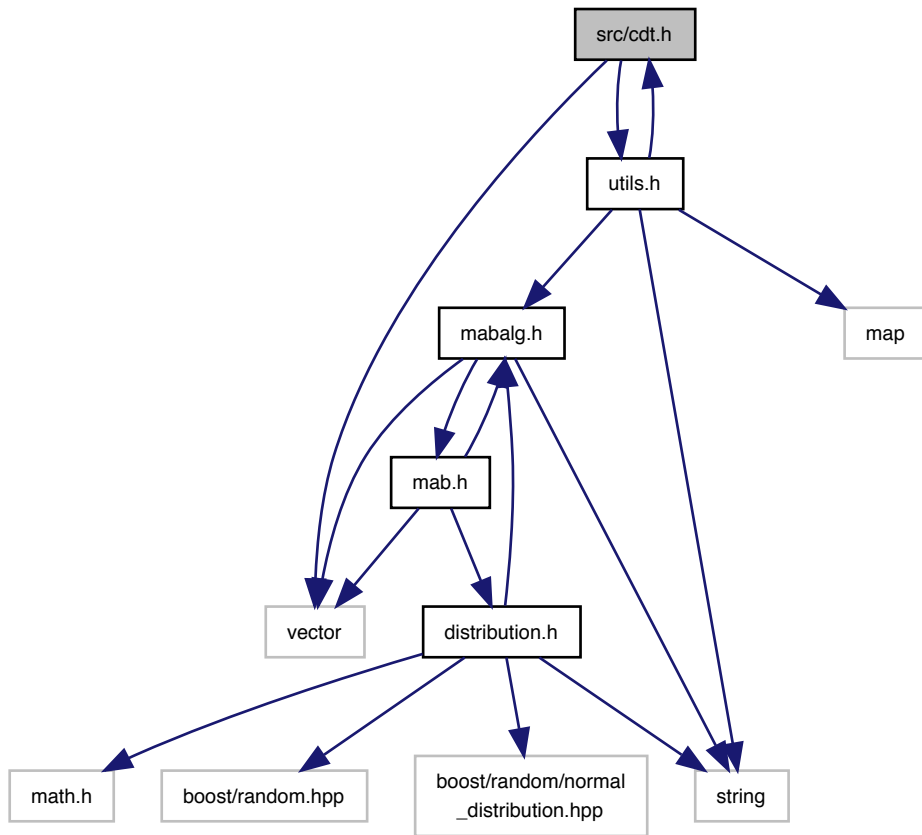 src/cdt.h
utils.h
mabalg.h
map
mab.h
vector
distribution.h
math.h
boost/random.hpp
boost/random/normal
_distribution.hpp
string